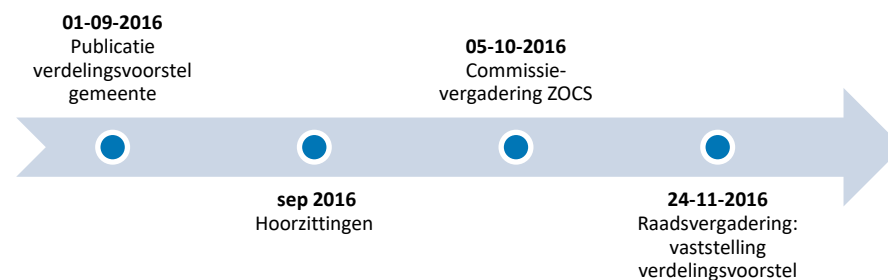 01-09-2016
Publicatie
verdelingsvoorstel
gemeente
sep 2016
Hoorzittingen
05-10-2016
Commissie-
vergadering ZOCS
24-11-2016
Raadsvergadering:
vaststelling
verdelingsvoorstel